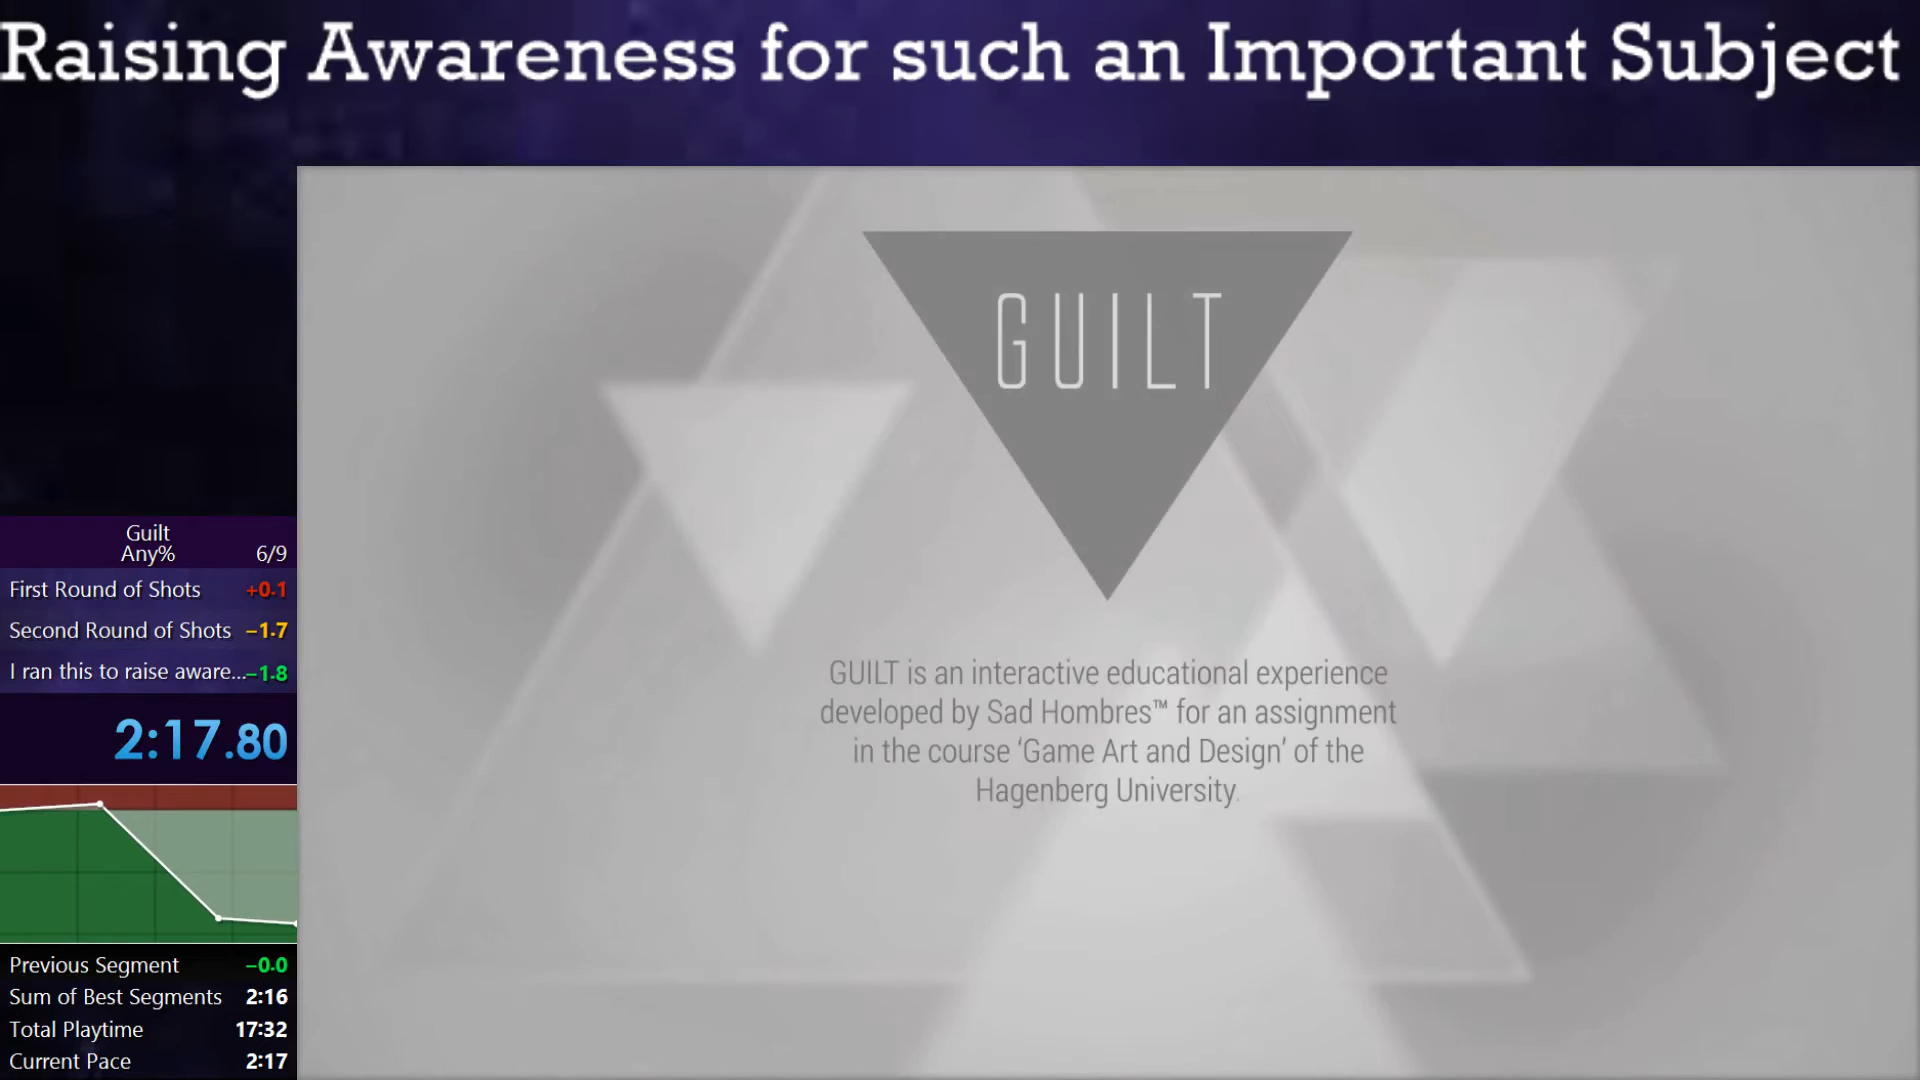 Raising Awareness for such an Important Subject
GUILT
GUILT is an interactive educational experience
developed by Sad Hombres™ for an assignment
in the course ‘Game Art and Design’ of the
Hagenberg University.
Guilt
Any% 6/9
First Round of Shots +0.1
Second Round of Shots −1.7
I ran this to raise aware... −1.8
2:17.80
Previous Segment −0.0
Sum of Best Segments 2:16
Total Playtime 17:32
Current Pace 2:17